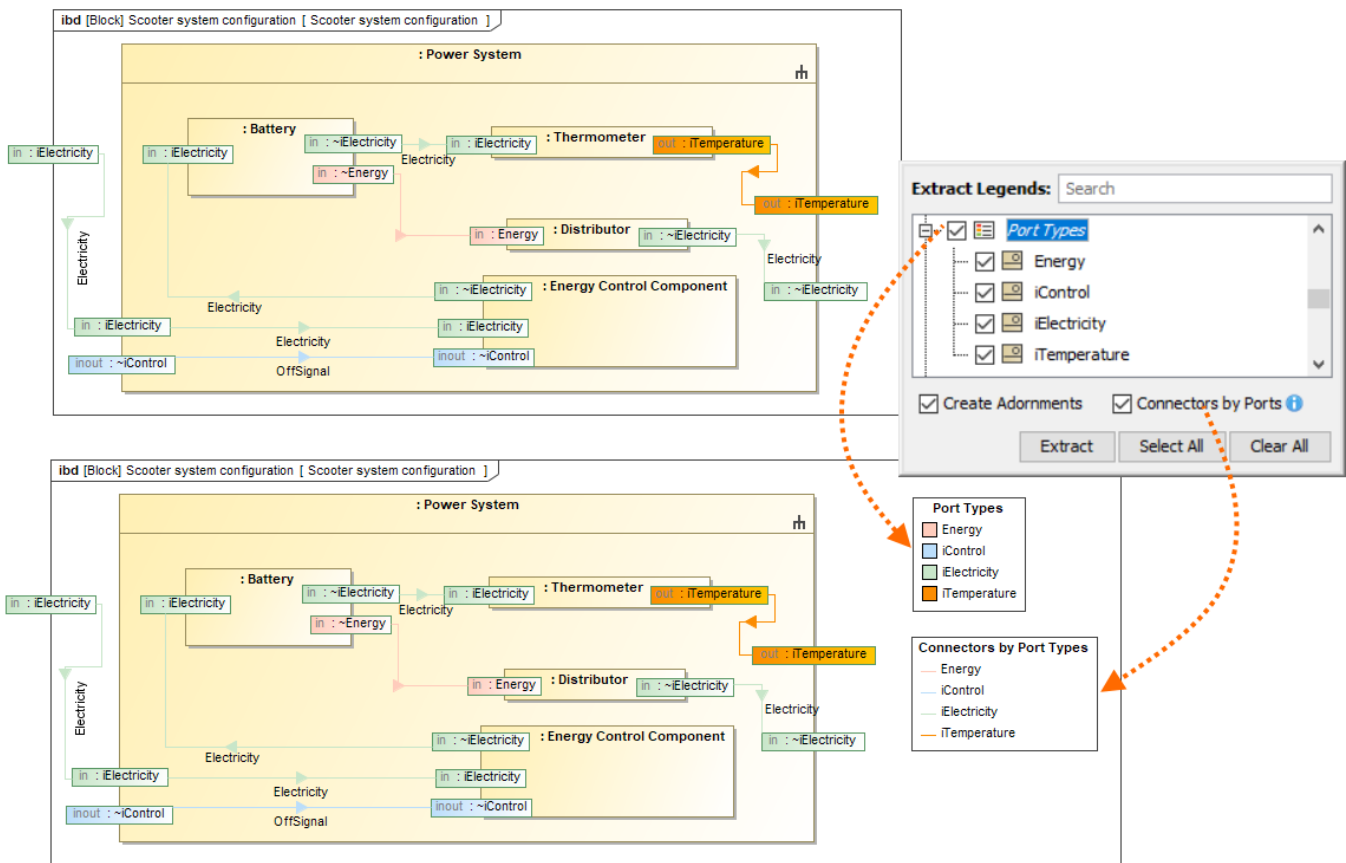 ibd [Block] Scooter system configuration [ Scooter system configuration ]
: Power System
: Battery
in : ~iElectricity
in : iElectricity
: Thermometer
out : iTemperature
in : iElectricity
in : iElectricity
Electricity
in : ~Energy
out : iTemperature
in : Energy
: Distributor
in : ~iElectricity
Electricity
Electricity
in : ~iElectricity
: Energy Control Component
in : ~iElectricity
Electricity
in : iElectricity
in : iElectricity
Electricity
inout : ~iControl
inout : ~iControl
OffSignal
Extract Legends: Search
Port Types
Energy
iControl
iElectricity
iTemperature
Create Adornments Connectors by Ports i
Extract Select All Clear All
ibd [Block] Scooter system configuration [ Scooter system configuration ]
: Power System
: Battery
in : ~iElectricity
in : iElectricity
: Thermometer
out : iTemperature
in : iElectricity
in : iElectricity
Electricity
in : ~Energy
out : iTemperature
in : Energy
: Distributor
in : ~iElectricity
Electricity
Electricity
in : ~iElectricity
: Energy Control Component
in : ~iElectricity
Electricity
in : iElectricity
in : iElectricity
Electricity
inout : ~iControl
inout : ~iControl
OffSignal
Port Types
Energy
iControl
iElectricity
iTemperature
Connectors by Port Types
Energy
iControl
iElectricity
iTemperature